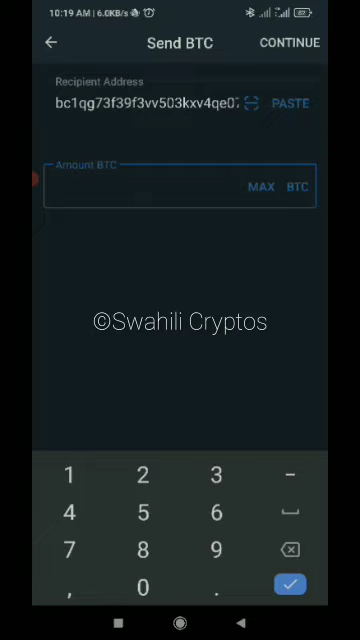 10:19 AM | 6.0KB/s
82
Send BTC
CONTINUE
Recipient Address
PASTE
Amount BTC
MAX BTC
©Swahili Cryptos
1 2 3 -
4 5 6
7 8 9
, 0 .